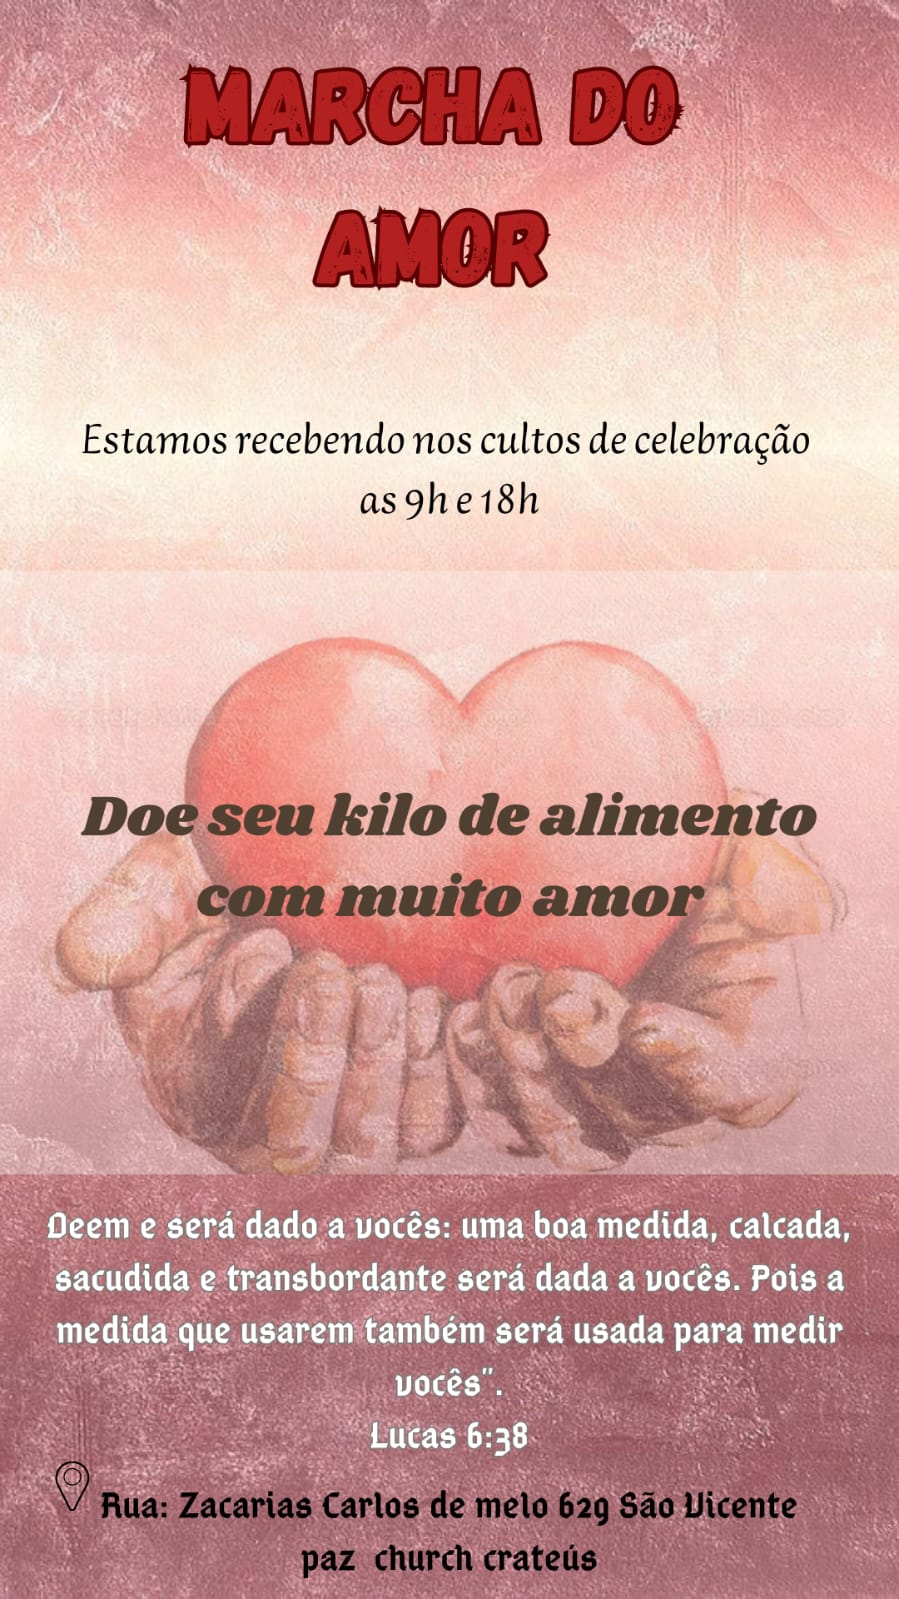 MARCHA DO
AMOR
Estamos recebendo nos cultos de celebração
as 9h e 18h
Doe seu kilo de alimento
com muito amor
Deem e será dado a vocês: uma boa medida, calcada,
sacudida e transbordante será dada a vocês. Pois a
medida que usarem também será usada para medir
vocês".
Lucas 6:38
Rua: Zacarias Carlos de melo 629 São Vicente
paz church crateús